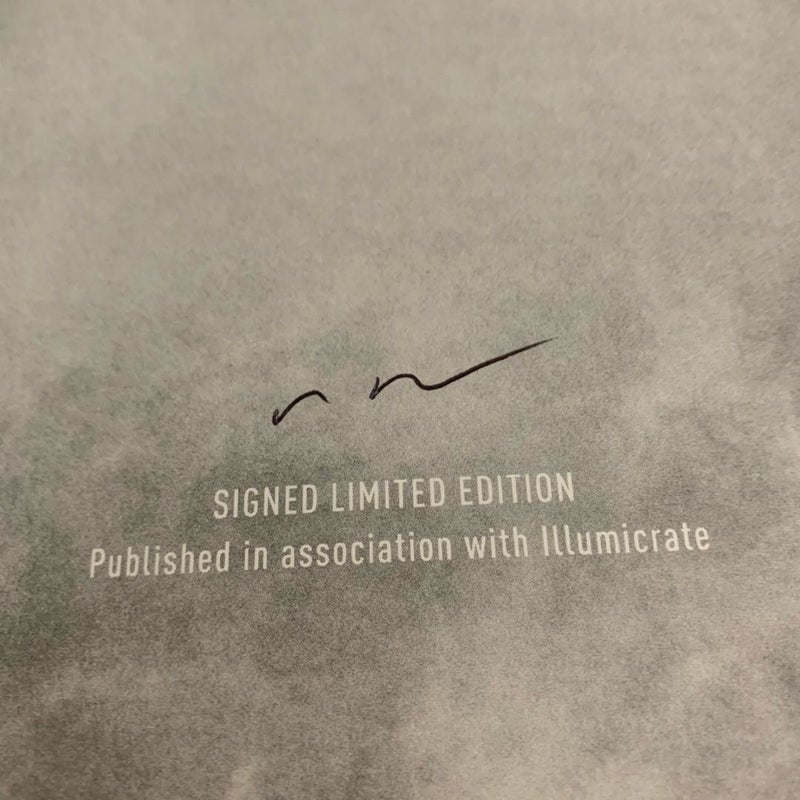 SIGNED LIMITED EDITION
Published in association with Illumicrate